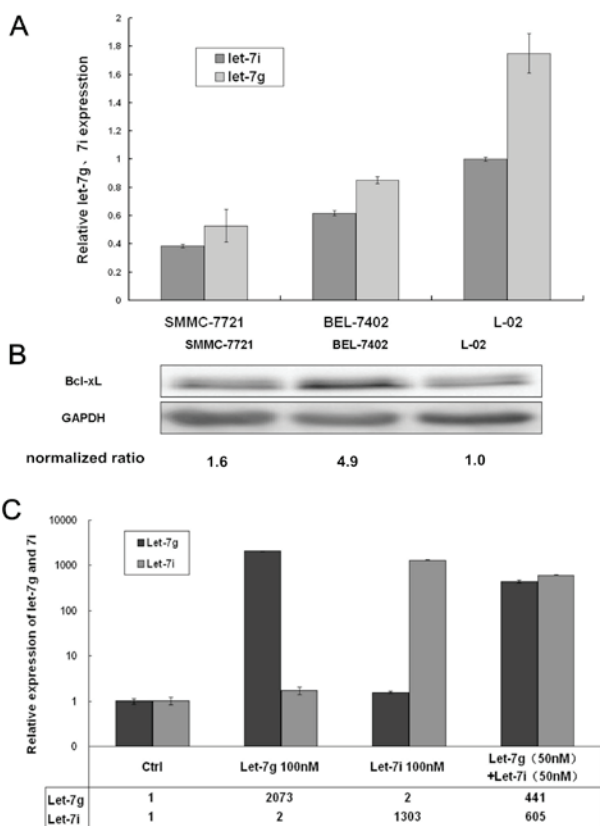 A
Relative let-7g、7i expresstion
2
1.8
1.6
1.4
1.2
1
0.8
0.6
0.4
0.2
0
let-7i
let-7g
SMMC-7721 BEL-7402 L-02
B
SMMC-7721 BEL-7402 L-02
Bcl-xL
GAPDH
normalized ratio 1.6 4.9 1.0
C
Relative expression of let-7g and 7i
10000
1000
100
10
1
0
Let-7g
Let-7i
Ctrl Let-7g 100nM Let-7i 100nM Let-7g（50nM）
+Let-7i（50nM）
Let-7g 1 2073 2 441
Let-7i 1 2 1303 605